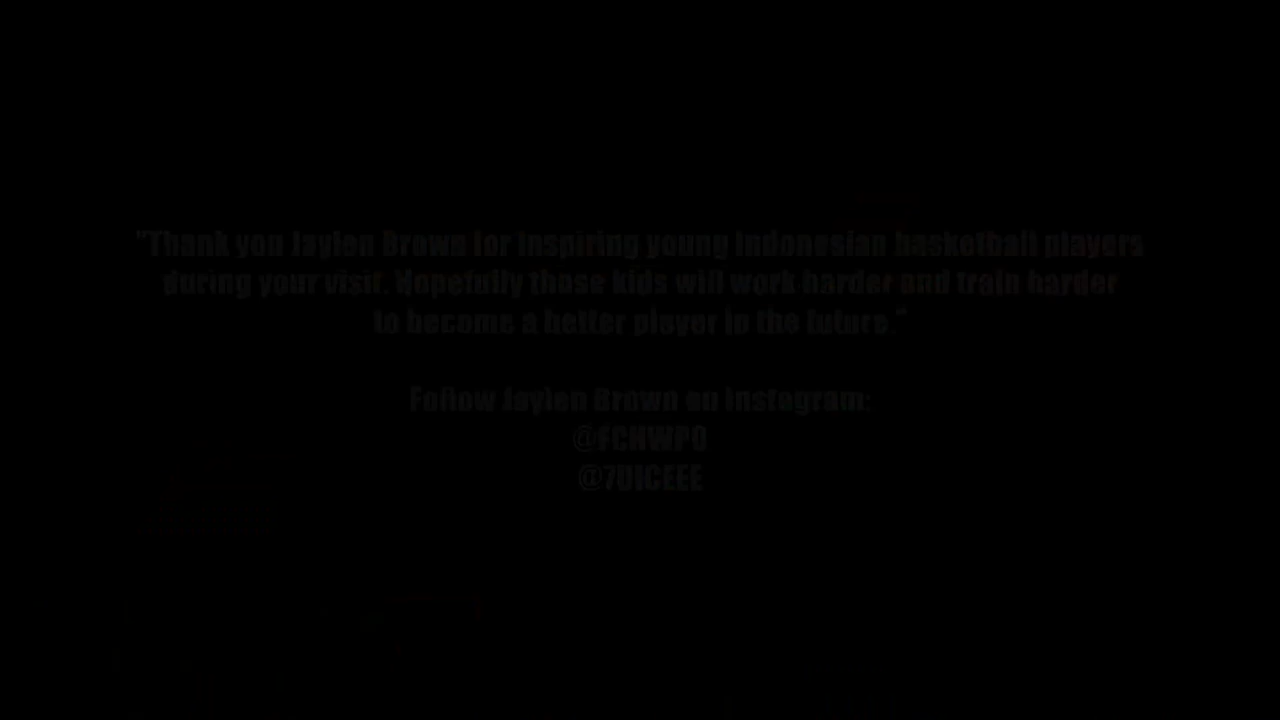 "Thank you Jaylen Brown for inspiring young Indonesian basketball players
during your visit. Hopefully those kids will work harder and train harder
to become a better player in the future."
Follow Jaylen Brown on Instagram:
@FCHWPO
@7UICEEE